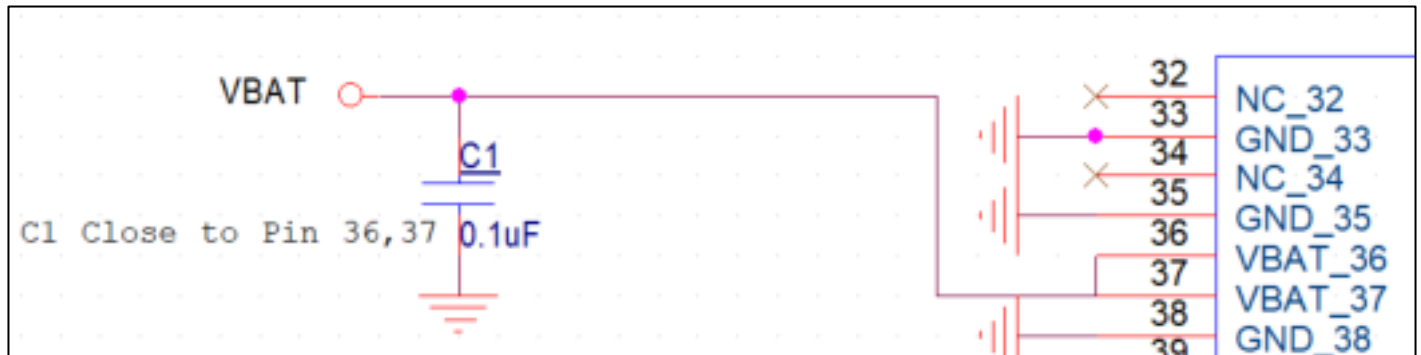 VBAT
C1
C1 Close to Pin 36,37
0.1uF
32
NC_32
33
GND_33
34
NC_34
35
GND_35
36
VBAT_36
37
VBAT_37
38
GND_38
39